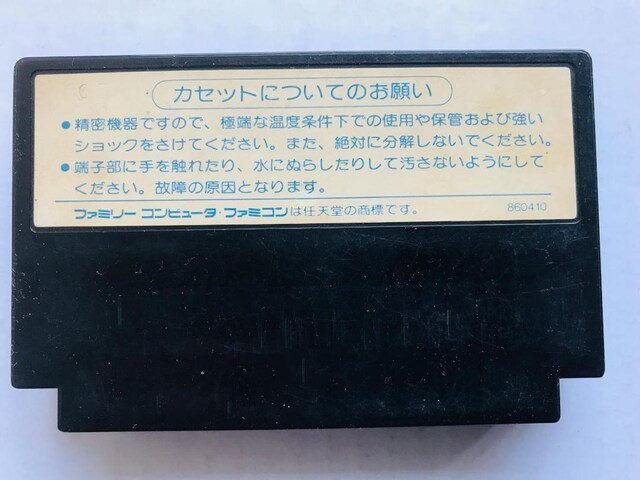 カセットについてのお願い
●精密機器ですので、極端な温度条件下での使用や保管および強い
ショックをさけてください。また、絶対に分解しないでください。
●端子部に手を触れたり、水にぬらしたりして汚さないようにして
ください。故障の原因となります。
ファミリー コンピュータ・ファミコンは任天堂の商標です。 860410